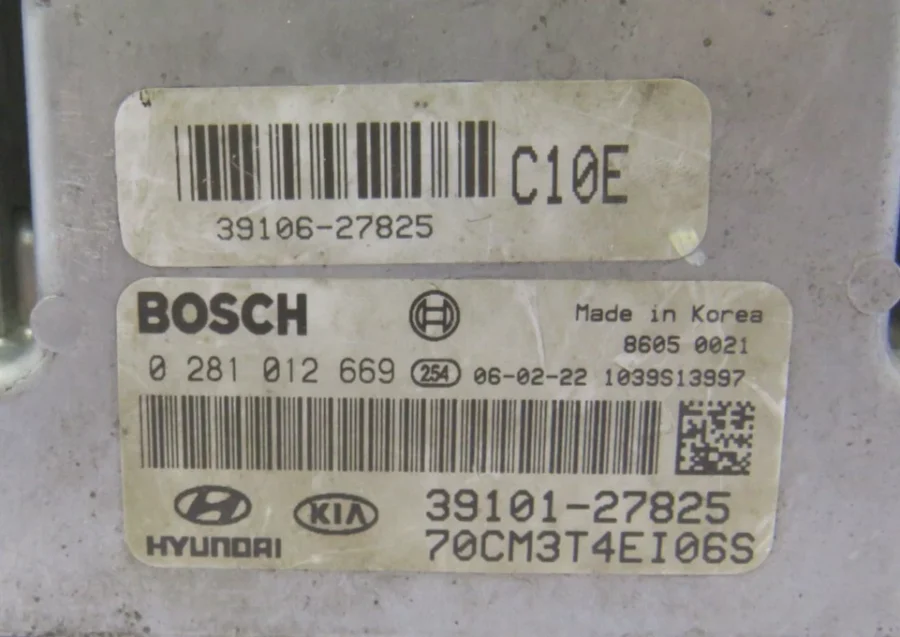 C10E
39106-27825
BOSCH
Made in Korea
8605 0021
0 281 012 669 254 06-02-22 1039S13997
HYUNDAI KIA 39101-27825
70CM3T4EI06S